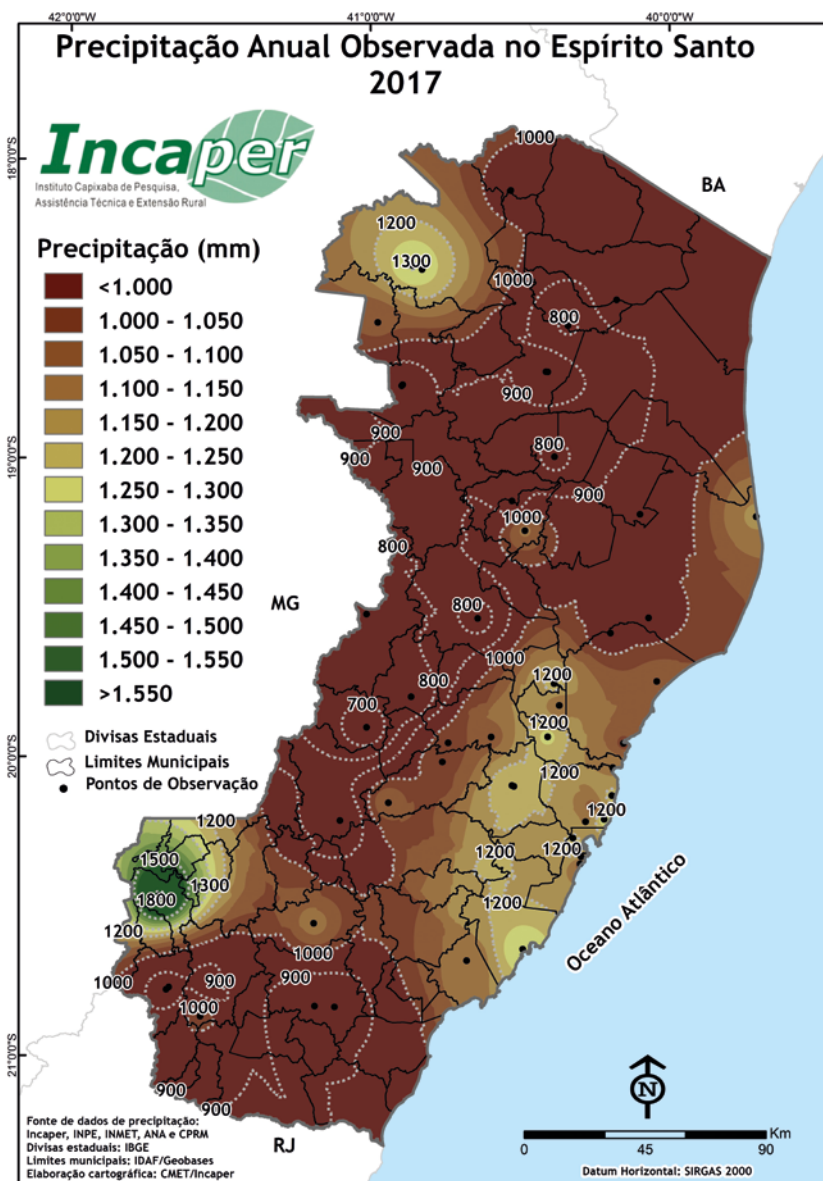 42°0'0"O
41°0'0"O
40°0'0"O
Precipitação Anual Observada no Espírito Santo
2017
Incaper
Instituto Capixaba de Pesquisa,
Assistência Técnica e Extensão Rural
18°0'0"S
19°0'0"S
20°0'0"S
21°0'0"S
Precipitação (mm)
<1.000
1.000 - 1.050
1.050 - 1.100
1.100 - 1.150
1.150 - 1.200
1.200 - 1.250
1.250 - 1.300
1.300 - 1.350
1.350 - 1.400
1.400 - 1.450
1.450 - 1.500
1.500 - 1.550
>1.550
Divisas Estaduais
Limites Municipais
Pontos de Observação
BA
MG
RJ
Oceano Atlântico
1000
1200
1300
1000
800
900
800
900
900
900
900
1000
800
800
1000
800
700
1200
1200
1200
1200
1200
1200
1200
1200
1500
1300
1800
1200
1000
1000
900
900
1000
900
900
N
Km
0
45
90
Datum Horizontal: SIRGAS 2000
Fonte de dados de precipitação:
Incaper, INPE, INMET, ANA e CPRM
Divisas estaduais: IBGE
Limites municipais: IDAF/Geobases
Elaboração cartográfica: CMET/Incaper